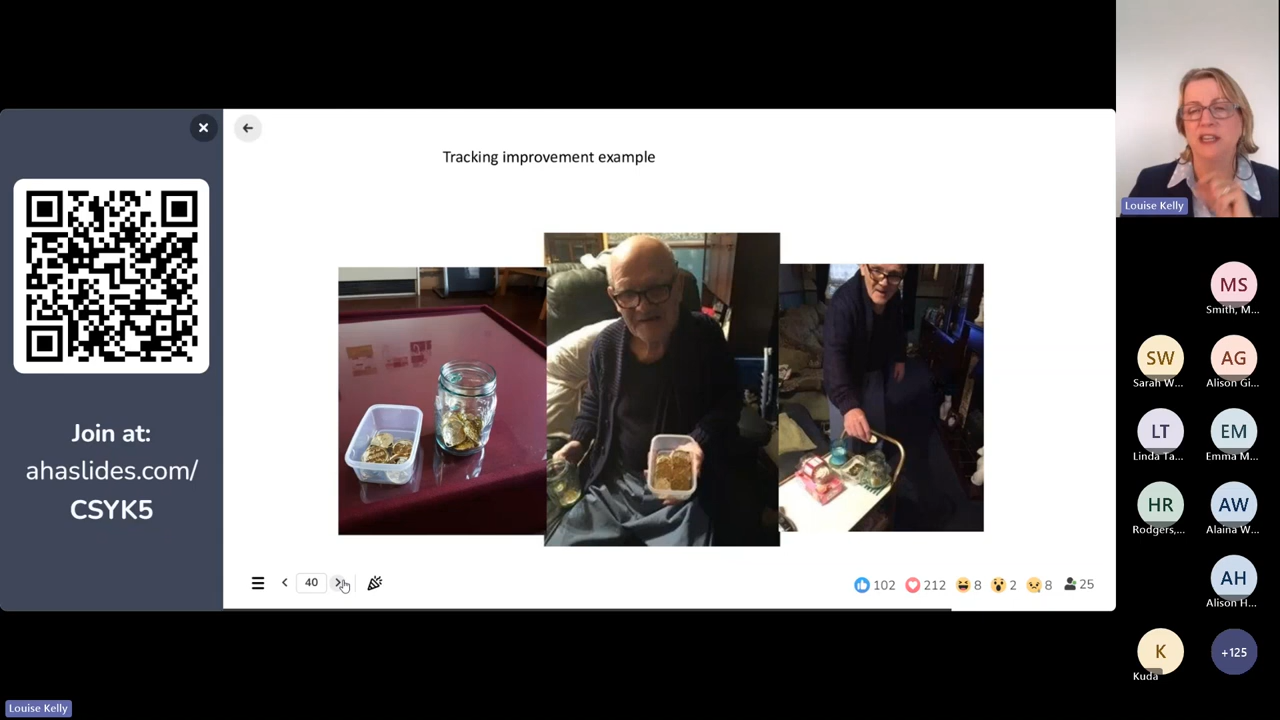 Tracking improvement example
Join at:
ahaslides.com/
CSYK5
40
102
212
8
2
8
25
Louise Kelly
MS
Smith, M...
SW
Sarah W...
AG
Alison Gi...
LT
Linda Ta...
EM
Emma M...
HR
Rodgers,...
AW
Alaina W...
AH
Alison H...
K
Kuda
+125
Louise Kelly